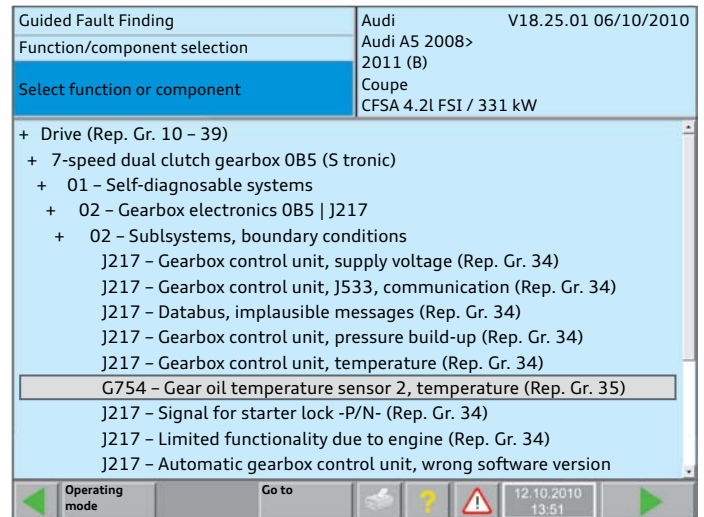 Guided Fault Finding
Function/component selection
Select function or component
Audi V18.25.01 06/10/2010
Audi A5 2008>
2011 (B)
Coupe
CFSA 4.2l FSI / 331 kW
+ Drive (Rep. Gr. 10 – 39)
+ 7-speed dual clutch gearbox 0B5 (S tronic)
+ 01 – Self-diagnosable systems
+ 02 – Gearbox electronics 0B5 | J217
+ 02 – Sublsystems, boundary conditions
J217 – Gearbox control unit, supply voltage (Rep. Gr. 34)
J217 – Gearbox control unit, J533, communication (Rep. Gr. 34)
J217 – Databus, implausible messages (Rep. Gr. 34)
J217 – Gearbox control unit, pressure build-up (Rep. Gr. 34)
J217 – Gearbox control unit, temperature (Rep. Gr. 34)
G754 – Gear oil temperature sensor 2, temperature (Rep. Gr. 35)
J217 – Signal for starter lock -P/N- (Rep. Gr. 34)
J217 – Limited functionality due to engine (Rep. Gr. 34)
J217 – Automatic gearbox control unit, wrong software version
Operating
mode
Go to
?
12.10.2010
13:51